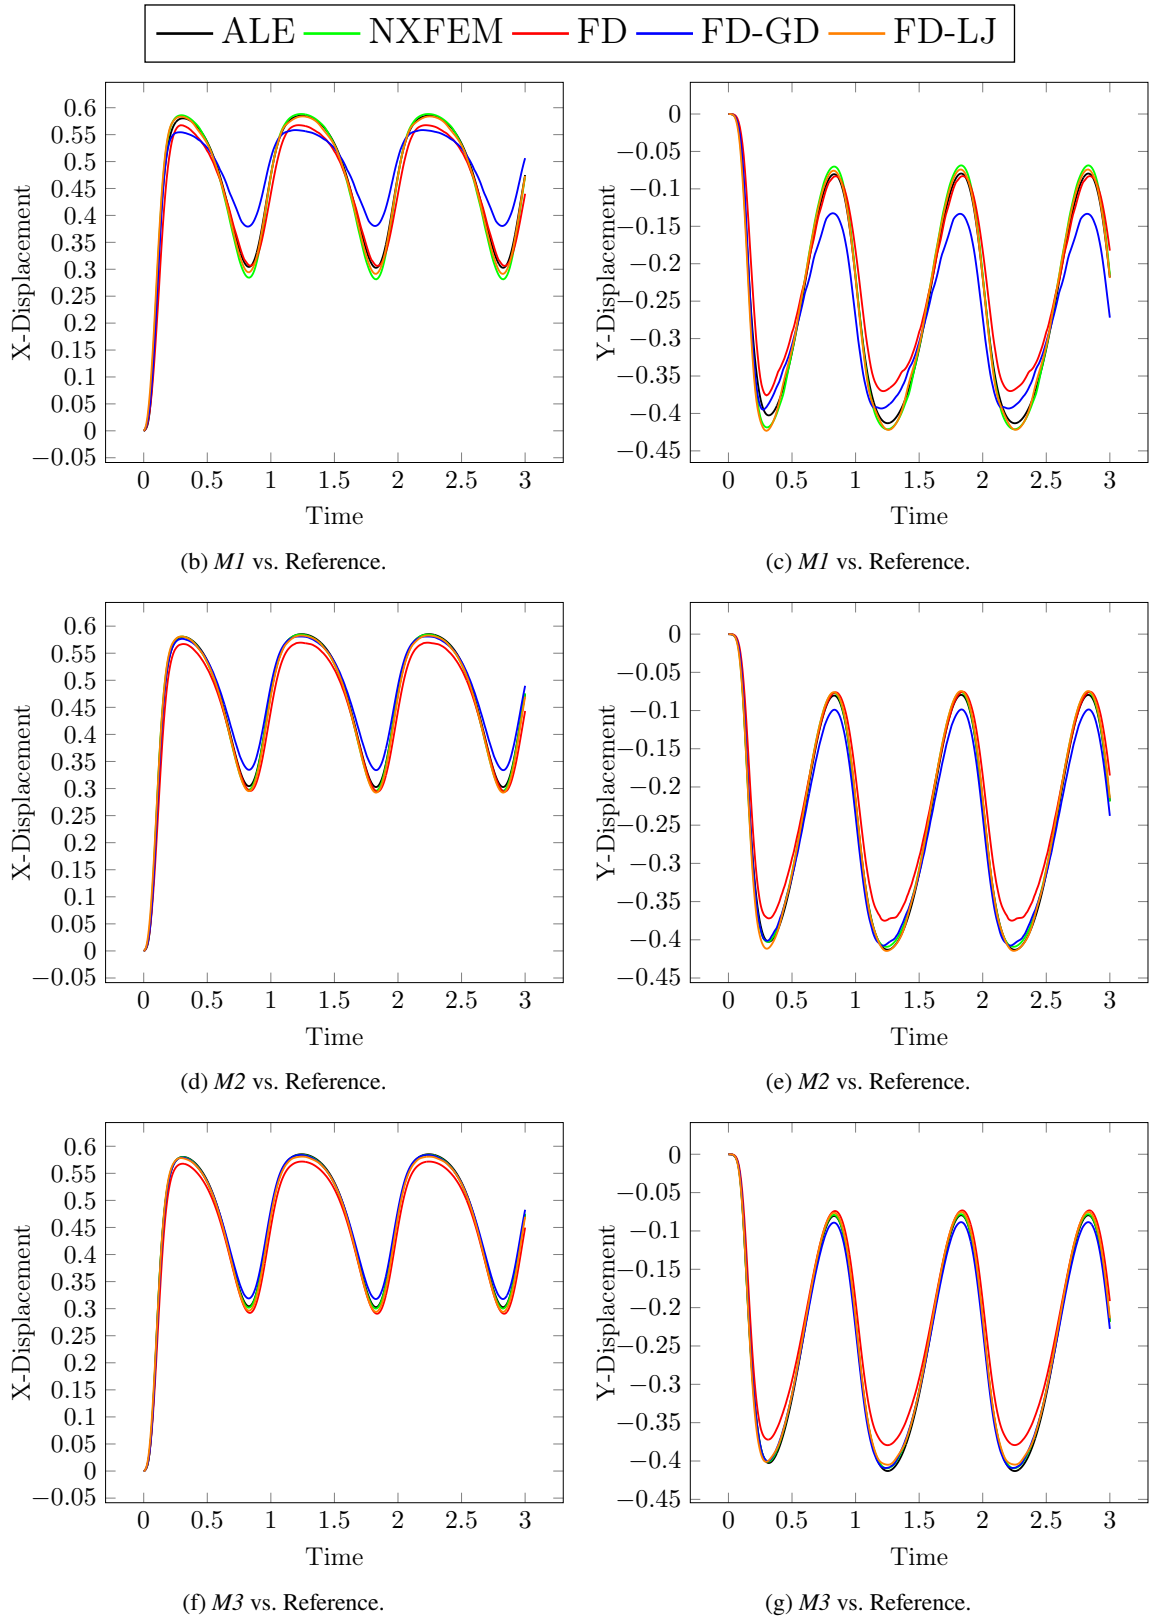 ALE NXFEM FD FD-GD FD-LJ
0.6
0.55
0.5
0.45
0.4
0.35
0.3
0.25
0.2
0.15
0.1
0.05
0
−0.05
X-Displacement
0 0.5 1 1.5 2 2.5 3
Time
(b) M1 vs. Reference.
0
−0.05
−0.1
−0.15
−0.2
−0.25
−0.3
−0.35
−0.4
−0.45
Y-Displacement
0 0.5 1 1.5 2 2.5 3
Time
(c) M1 vs. Reference.
0.6
0.55
0.5
0.45
0.4
0.35
0.3
0.25
0.2
0.15
0.1
0.05
0
−0.05
X-Displacement
0 0.5 1 1.5 2 2.5 3
Time
(d) M2 vs. Reference.
0
−0.05
−0.1
−0.15
−0.2
−0.25
−0.3
−0.35
−0.4
−0.45
Y-Displacement
0 0.5 1 1.5 2 2.5 3
Time
(e) M2 vs. Reference.
0.6
0.55
0.5
0.45
0.4
0.35
0.3
0.25
0.2
0.15
0.1
0.05
0
−0.05
X-Displacement
0 0.5 1 1.5 2 2.5 3
Time
(f) M3 vs. Reference.
0
−0.05
−0.1
−0.15
−0.2
−0.25
−0.3
−0.35
−0.4
−0.45
Y-Displacement
0 0.5 1 1.5 2 2.5 3
Time
(g) M3 vs. Reference.